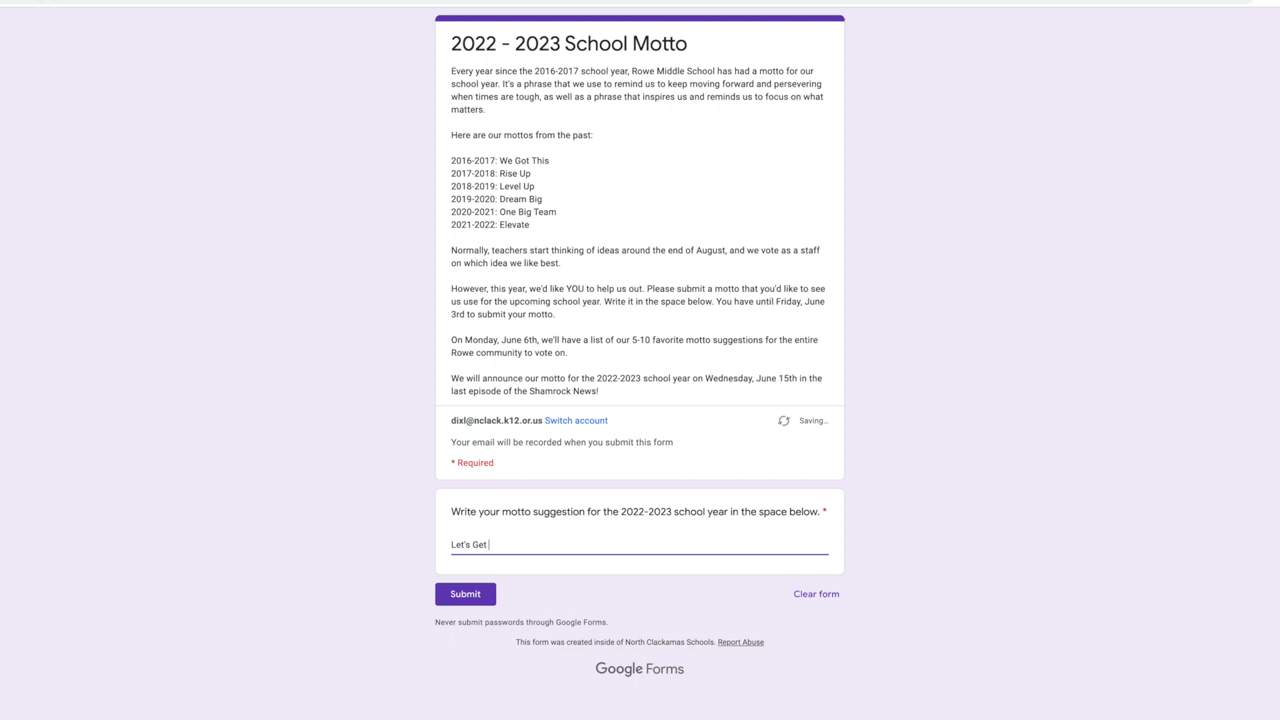 2022 - 2023 School Motto
Every year since the 2016-2017 school year, Rowe Middle School has had a motto for our
school year. It's a phrase that we use to remind us to keep moving forward and persevering
when times are tough, as well as a phrase that inspires us and reminds us to focus on what
matters.
Here are our mottos from the past:
2016-2017: We Got This
2017-2018: Rise Up
2018-2019: Level Up
2019-2020: Dream Big
2020-2021: One Big Team
2021-2022: Elevate
Normally, teachers start thinking of ideas around the end of August, and we vote as a staff
on which idea we like best.
However, this year, we'd like YOU to help us out. Please submit a motto that you'd like to see
us use for the upcoming school year. Write it in the space below. You have until Friday, June
3rd to submit your motto.
On Monday, June 6th, we'll have a list of our 5-10 favorite motto suggestions for the entire
Rowe community to vote on.
We will announce our motto for the 2022-2023 school year on Wednesday, June 15th in the
last episode of the Shamrock News!
dixl@nclack.k12.or.us Switch account Saving...
Your email will be recorded when you submit this form
* Required
Write your motto suggestion for the 2022-2023 school year in the space below. *
Let's Get
Submit Clear form
Never submit passwords through Google Forms.
This form was created inside of North Clackamas Schools. Report Abuse
Google Forms